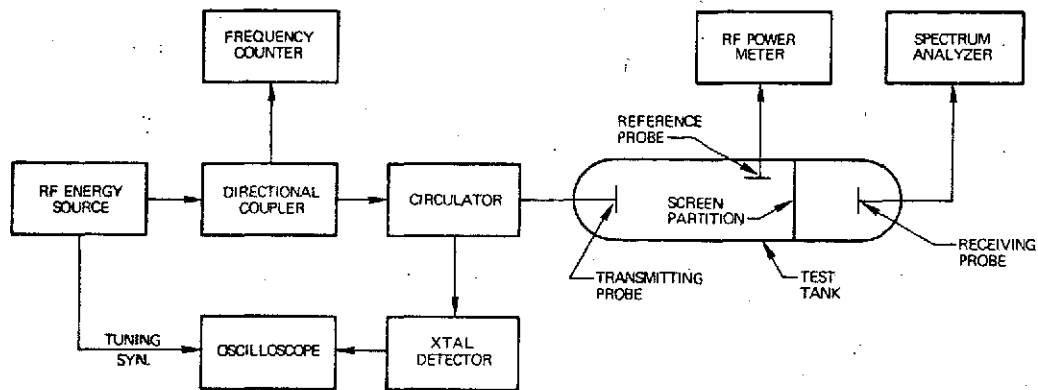 FREQUENCY
COUNTER
RF POWER
METER
SPECTRUM
ANALYZER
REFERENCE
PROBE
RF ENERGY
SOURCE
DIRECTIONAL
COUPLER
CIRCULATOR
SCREEN
PARTITION
TRANSMITTING
PROBE
TEST
TANK
RECEIVING
PROBE
TUNING
SYN.
OSCILLOSCOPE
XTAL
DETECTOR